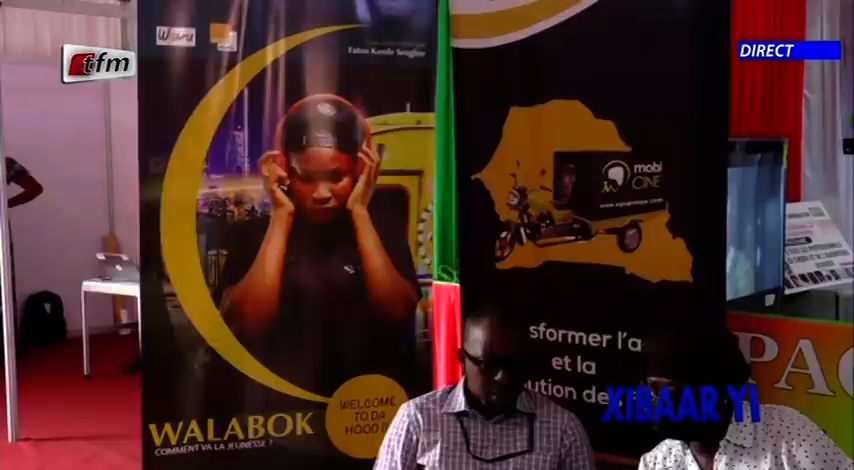 tfm
DIRECT
Fatou Kande Senghor
mobi
CINE
sformer l'a
et la
ution de
WELCOME
TO DA
HOOD !!
WALABOK
COMMENT VA LA JEUNESSE ?
XIBAAR YI
PAC